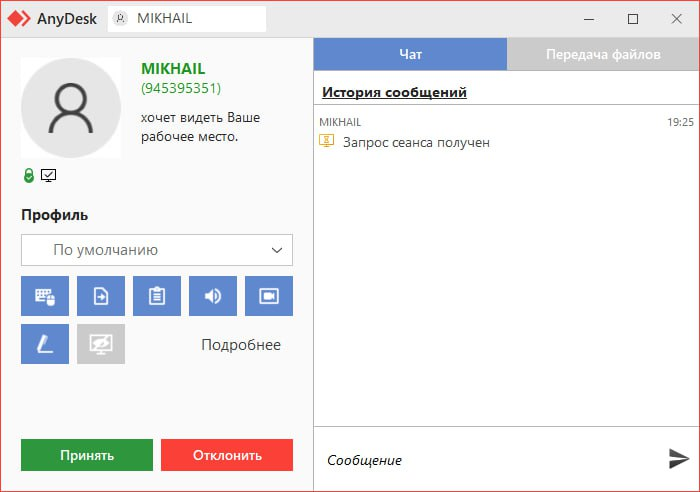 AnyDesk
MIKHAIL
MIKHAIL
(945395351)
хочет видеть Ваше
рабочее место.
Профиль
По умолчанию
Подробнее
Принять
Отклонить
Чат
Передача файлов
История сообщений
MIKHAIL
19:25
Запрос сеанса получен
Сообщение